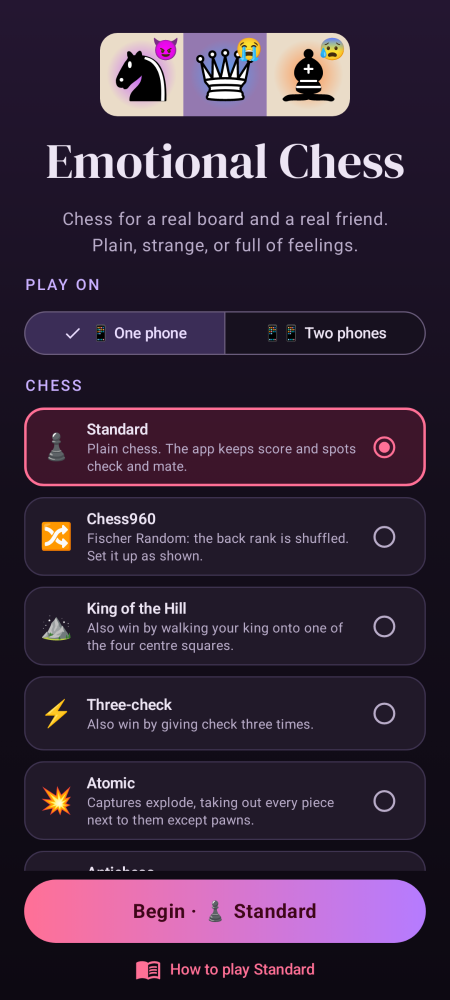 Emotional Chess
Chess for a real board and a real friend.
Plain, strange, or full of feelings.
PLAY ON
One phone
Two phones
CHESS
Standard
Plain chess. The app keeps score and spots
check and mate.
Chess960
Fischer Random: the back rank is shuffled.
Set it up as shown.
King of the Hill
Also win by walking your king onto one of
the four centre squares.
Three-check
Also win by giving check three times.
Atomic
Captures explode, taking out every piece
next to them except pawns.
Begin · Standard
How to play Standard